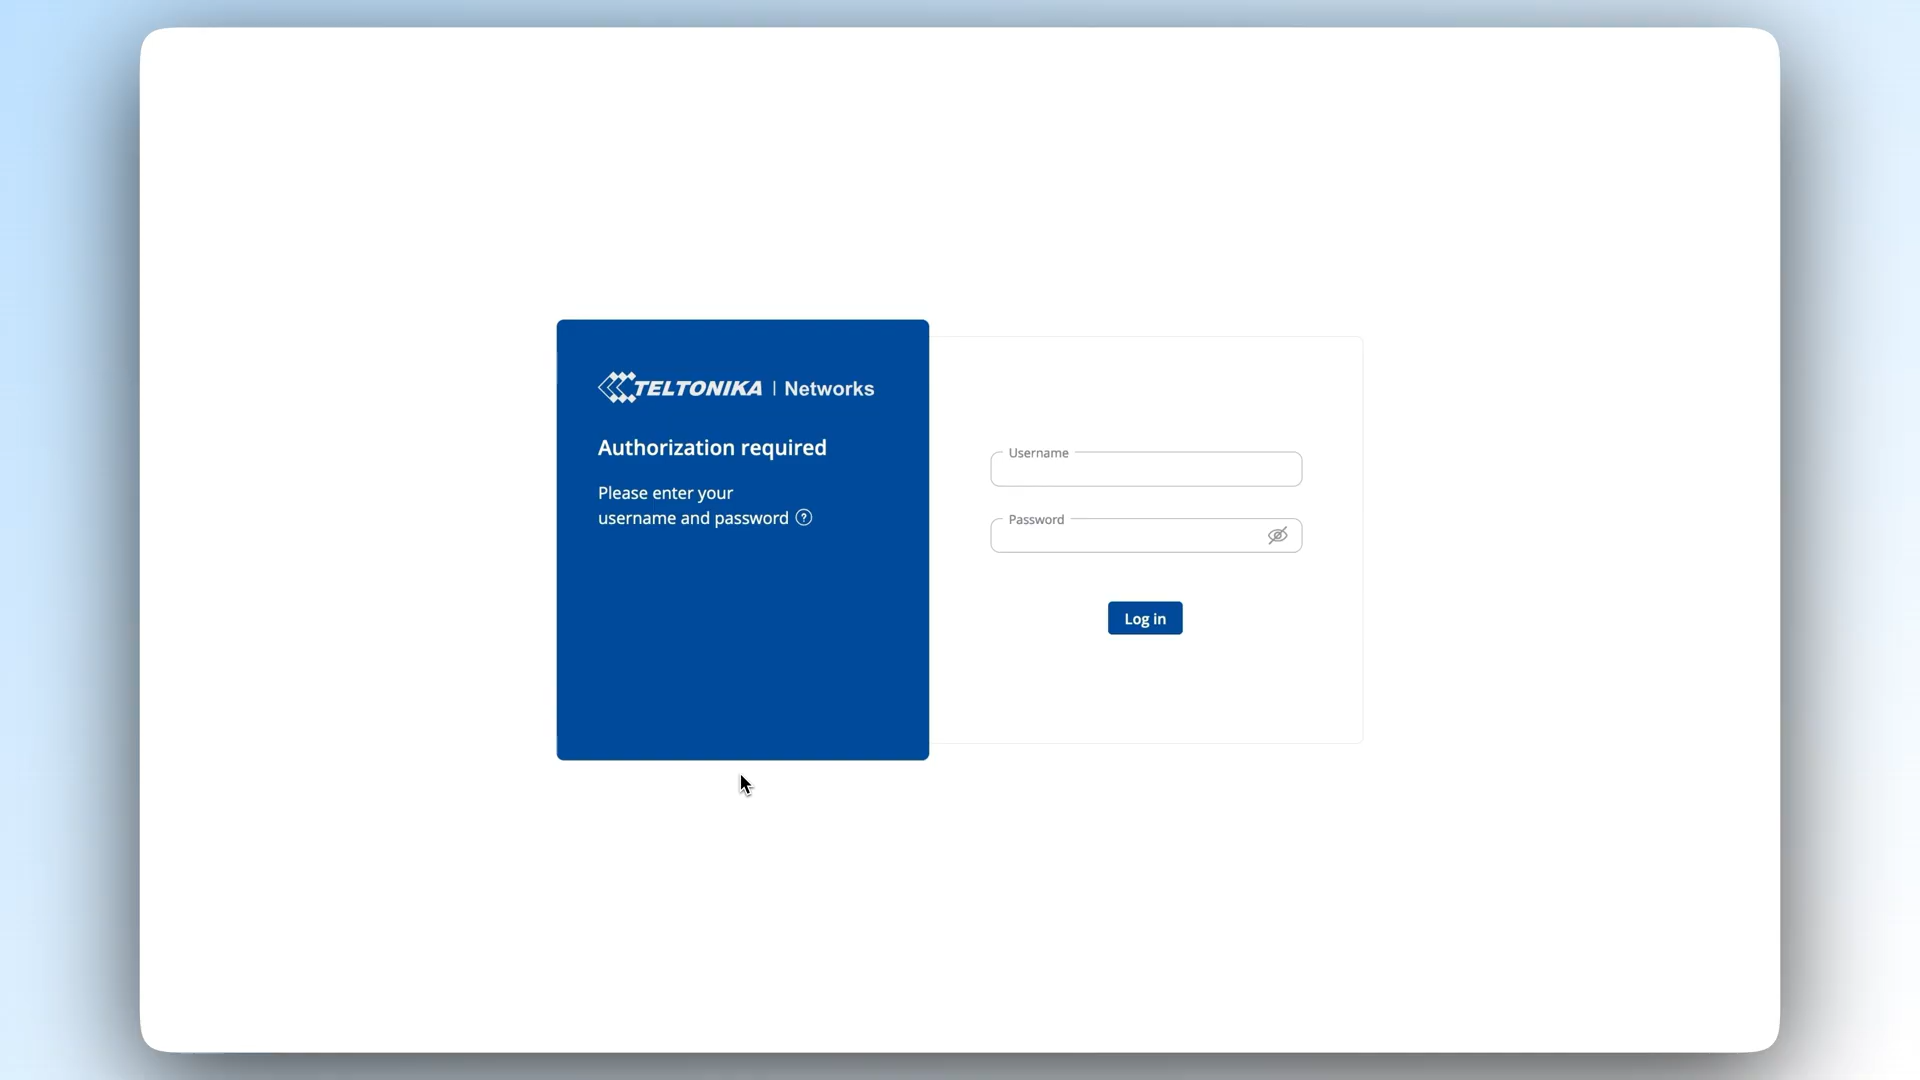 TELTONIKA | Networks
Authorization required
Please enter your
username and password ?
Username
Password
Log in